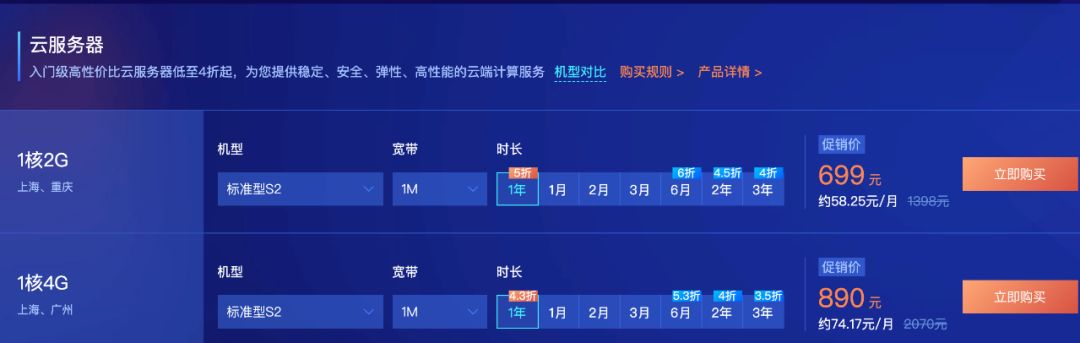 云服务器
入门级高性价比云服务器低至4折起，为您提供稳定、安全、弹性、高性能的云端计算服务 机型对比 购买规则 > 产品详情 >
1核2G
上海、重庆
机型 宽带 时长
标准型S2 1M
5折 6折 4.5折 4折
1年 1月 2月 3月 6月 2年 3年
促销价
699 元
约58.25元/月 1398元
立即购买
1核4G
上海、广州
机型 宽带 时长
标准型S2 1M
4.3折 5.3折 4折 3.5折
1年 1月 2月 3月 6月 2年 3年
促销价
890 元
约74.17元/月 2070元
立即购买